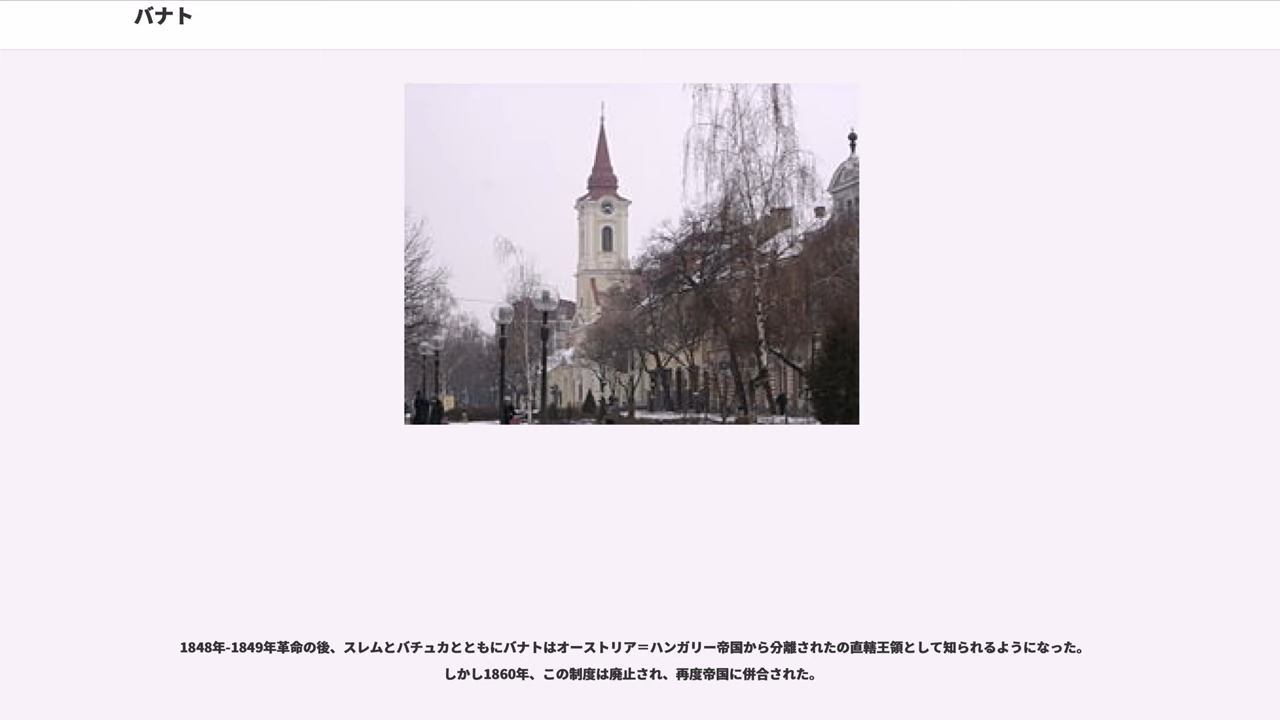 バナト
1848年-1849年革命の後、スレムとバチュカとともにバナトはオーストリア＝ハンガリー帝国から分離されたの直轄王領として知られるようになった。
しかし1860年、この制度は廃止され、再度帝国に併合された。